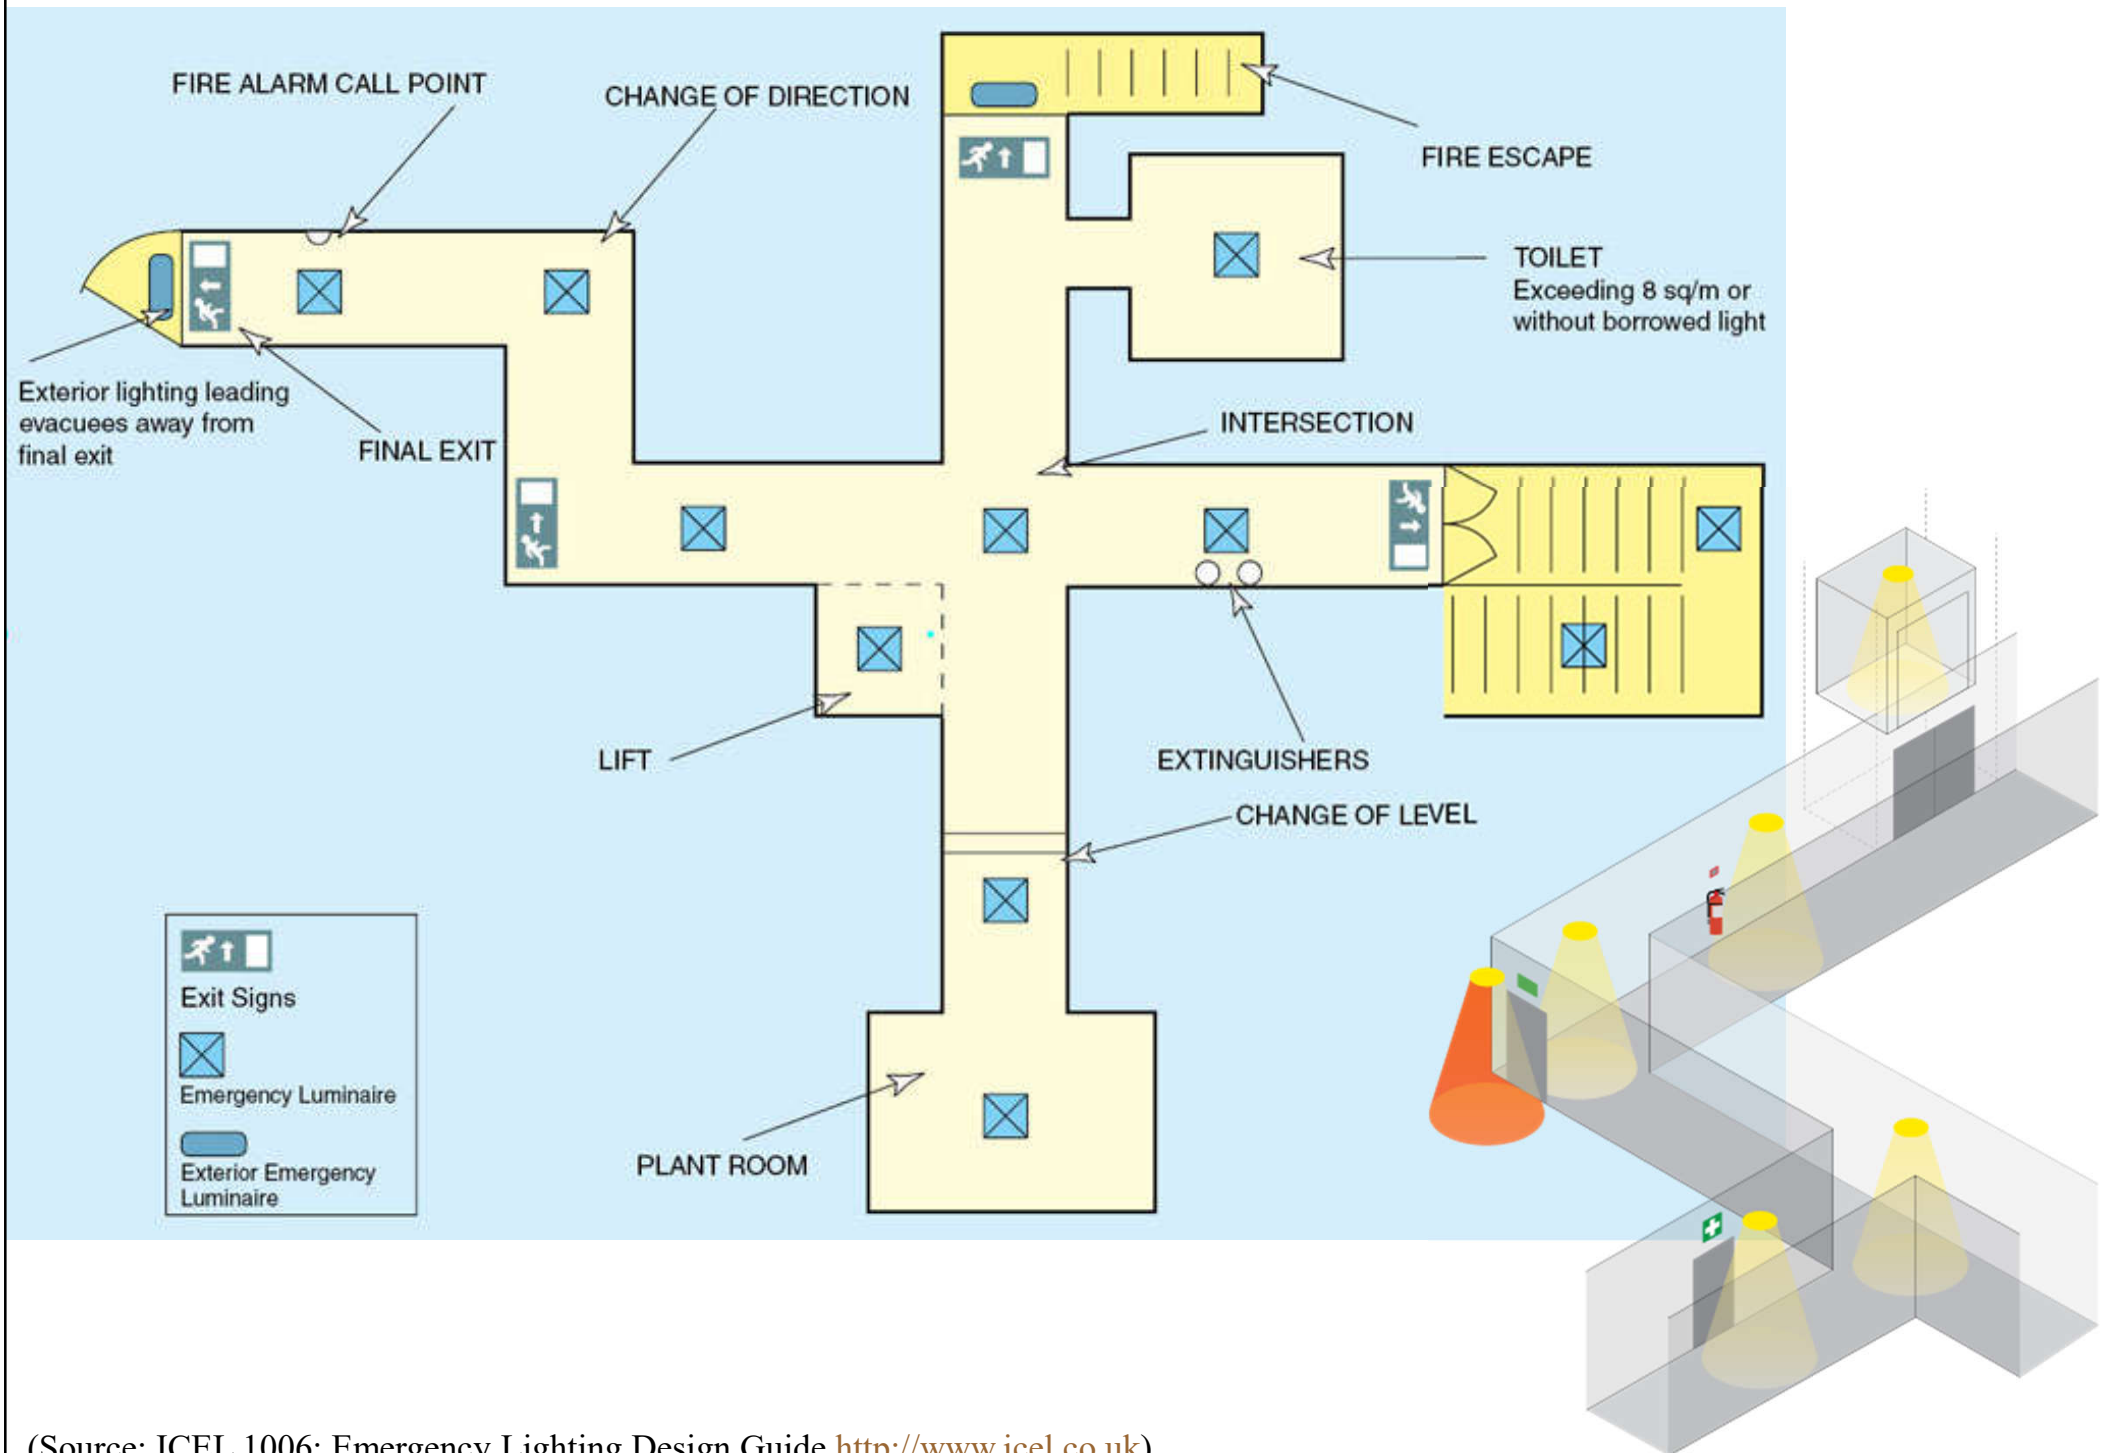 FIRE ALARM CALL POINT
CHANGE OF DIRECTION
FIRE ESCAPE
TOILET
Exceeding 8 sq/m or
without borrowed light
Exterior lighting leading
evacuees away from
final exit
FINAL EXIT
INTERSECTION
LIFT
EXTINGUISHERS
CHANGE OF LEVEL
PLANT ROOM
Exit Signs
Emergency Luminaire
Exterior Emergency
Luminaire
(Source: ICEL 1006: Emergency Lighting Design Guide http://www.icel.co.uk)